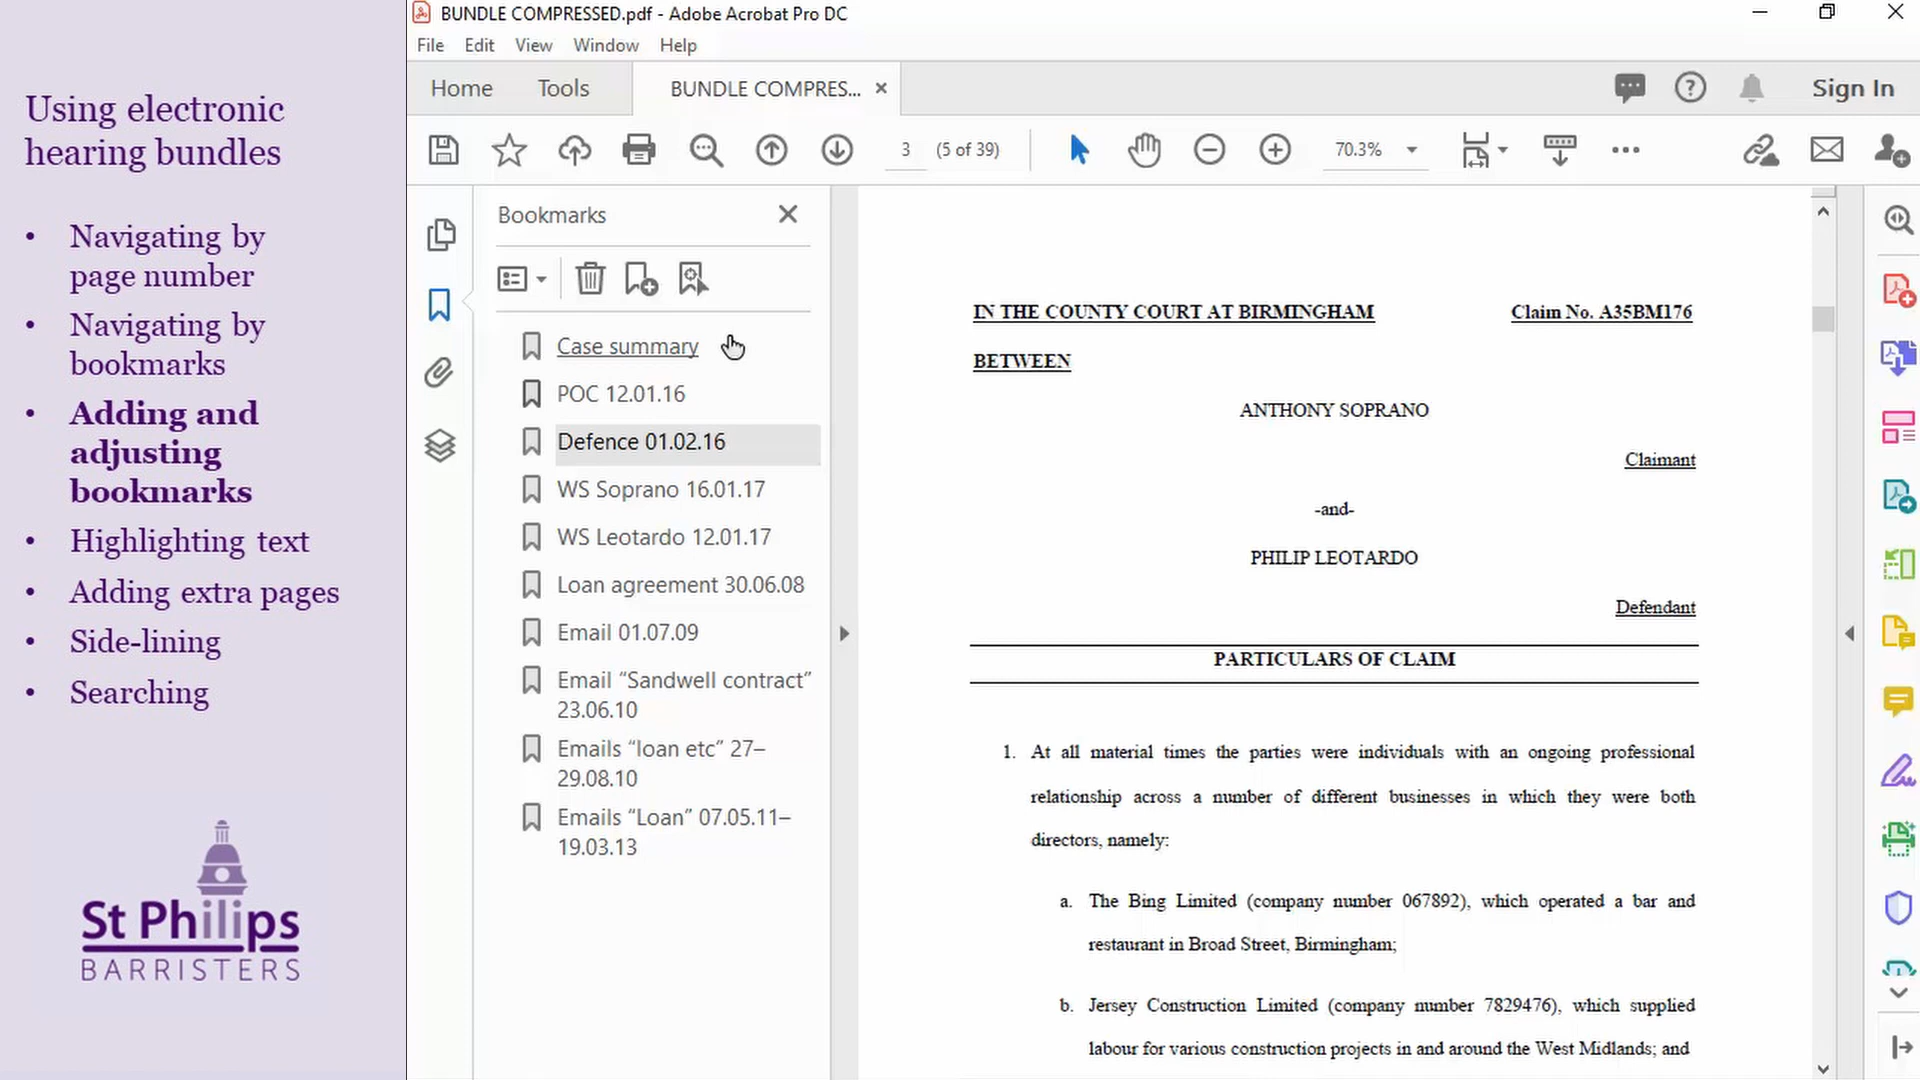 Using electronic
hearing bundles
• Navigating by
page number
• Navigating by
bookmarks
• Adding and
adjusting
bookmarks
• Highlighting text
• Adding extra pages
• Side-lining
• Searching
St Philips
BARRISTERS
BUNDLE COMPRESSED.pdf - Adobe Acrobat Pro DC
File Edit View Window Help
Home Tools BUNDLE COMPRES... × Sign In
3 (5 of 39) 70.3%
Bookmarks
Case summary
POC 12.01.16
Defence 01.02.16
WS Soprano 16.01.17
WS Leotardo 12.01.17
Loan agreement 30.06.08
Email 01.07.09
Email “Sandwell contract”
23.06.10
Emails “loan etc” 27–
29.08.10
Emails “Loan” 07.05.11–
19.03.13
IN THE COUNTY COURT AT BIRMINGHAM Claim No. A35BM176
BETWEEN
ANTHONY SOPRANO
Claimant
-and-
PHILIP LEOTARDO
Defendant
PARTICULARS OF CLAIM
1. At all material times the parties were individuals with an ongoing professional
relationship across a number of different businesses in which they were both
directors, namely:
a. The Bing Limited (company number 067892), which operated a bar and
restaurant in Broad Street, Birmingham;
b. Jersey Construction Limited (company number 7829476), which supplied
labour for various construction projects in and around the West Midlands; and